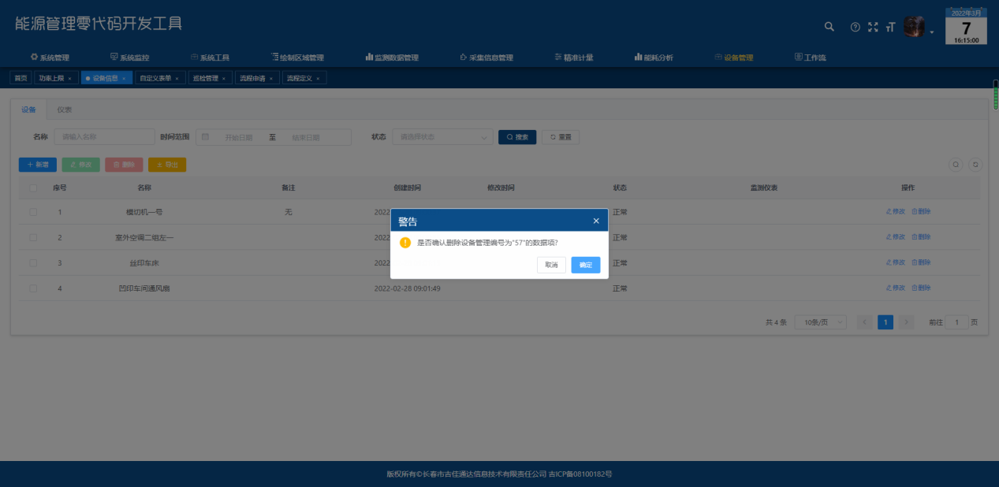 能源管理零代码开发工具
2022年3月
7
16:15:00
系统管理 系统监控 系统工具 绘制区域管理 监测数据管理 采集信息管理 精准计量 能耗分析 设备管理 工作流
首页 功率上限 × 设备信息 × 自定义表单 × 巡检管理 × 流程申请 × 流程定义 ×
设备 仪表
名称 请输入名称 时间范围 开始日期 至 结束日期 状态 请选择状态 搜索 重置
新增 修改 删除 导出
序号 名称 备注 创建时间 修改时间 状态 监测仪表 操作
1 模切机一号 无 2022 正常 修改 删除
2 室外空调二组左一 2022 正常 修改 删除
3 丝印车床 2022 正常 修改 删除
4 凹印车间通风扇 2022-02-28 09:01:49 正常 修改 删除
警告
是否确认删除设备管理编号为"57"的数据项?
取消 确定
共 4 条 10条/页 1 前往 1 页
版权所有©长春市吉佳通达信息技术有限责任公司 吉ICP备08100182号